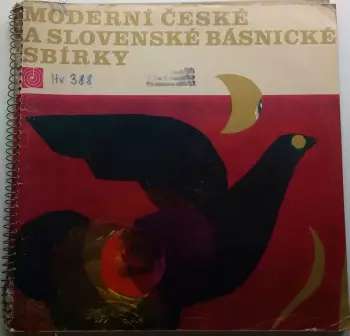 MODERNÍ ČESKÉ
A SLOVENSKÉ BÁSNICKÉ
SBÍRKY
Hv 388